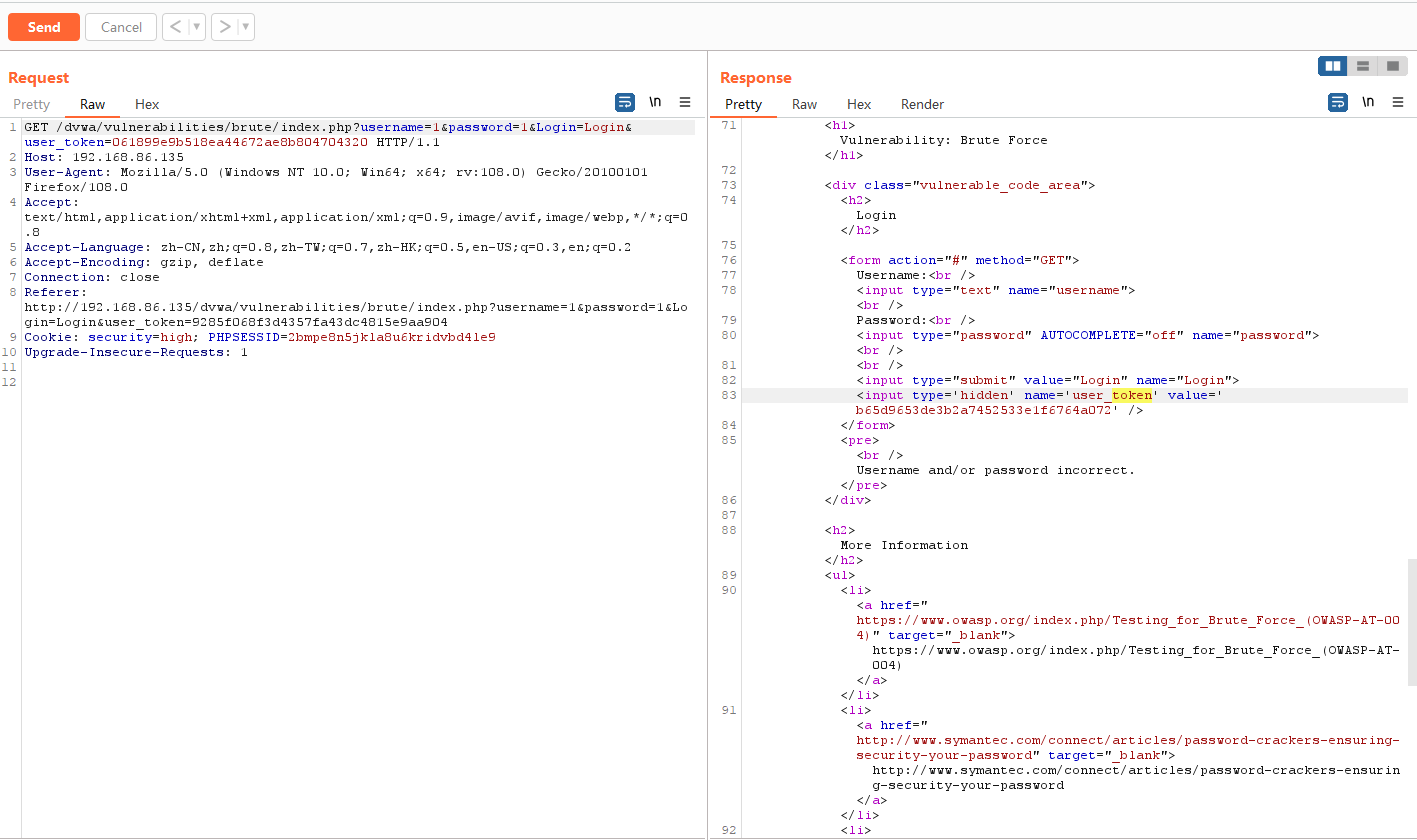 Send Cancel < ▾ > ▾
Request
Pretty Raw Hex \n ≡
1 GET /dvwa/vulnerabilities/brute/index.php?username=1&password=1&Login=Login&
user_token=061899e9b518ea44672ae8b804704320 HTTP/1.1
2 Host: 192.168.86.135
3 User-Agent: Mozilla/5.0 (Windows NT 10.0; Win64; x64; rv:108.0) Gecko/20100101
Firefox/108.0
4 Accept:
text/html,application/xhtml+xml,application/xml;q=0.9,image/avif,image/webp,*/*;q=0
.8
5 Accept-Language: zh-CN,zh;q=0.8,zh-TW;q=0.7,zh-HK;q=0.5,en-US;q=0.3,en;q=0.2
6 Accept-Encoding: gzip, deflate
7 Connection: close
8 Referer:
http://192.168.86.135/dvwa/vulnerabilities/brute/index.php?username=1&password=1&Lo
gin=Login&user_token=9285f068f3d4357fa43dc4815e9aa904
9 Cookie: security=high; PHPSESSID=2bmpe8n5jkla8u6kridvbd4le9
10 Upgrade-Insecure-Requests: 1
11
12
Response
Pretty Raw Hex Render \n ≡
71 <h1>
Vulnerability: Brute Force
</h1>
72
73 <div class="vulnerable_code_area">
74 <h2>
Login
</h2>
75
76 <form action="#" method="GET">
77 Username:<br />
78 <input type="text" name="username">
<br />
79 Password:<br />
80 <input type="password" AUTOCOMPLETE="off" name="password">
<br />
81 <br />
82 <input type="submit" value="Login" name="Login">
83 <input type='hidden' name='user_token' value='
b65d9653de3b2a7452533e1f6764a072' />
84 </form>
85 <pre>
<br />
Username and/or password incorrect.
</pre>
86 </div>
87
88 <h2>
More Information
</h2>
89 <ul>
90 <li>
<a href="
https://www.owasp.org/index.php/Testing_for_Brute_Force_(OWASP-AT-00
4)" target="_blank">
https://www.owasp.org/index.php/Testing_for_Brute_Force_(OWASP-AT-
004)
</a>
</li>
91 <li>
<a href="
http://www.symantec.com/connect/articles/password-crackers-ensuring-
security-your-password" target="_blank">
http://www.symantec.com/connect/articles/password-crackers-ensurin
g-security-your-password
</a>
</li>
92 <li>